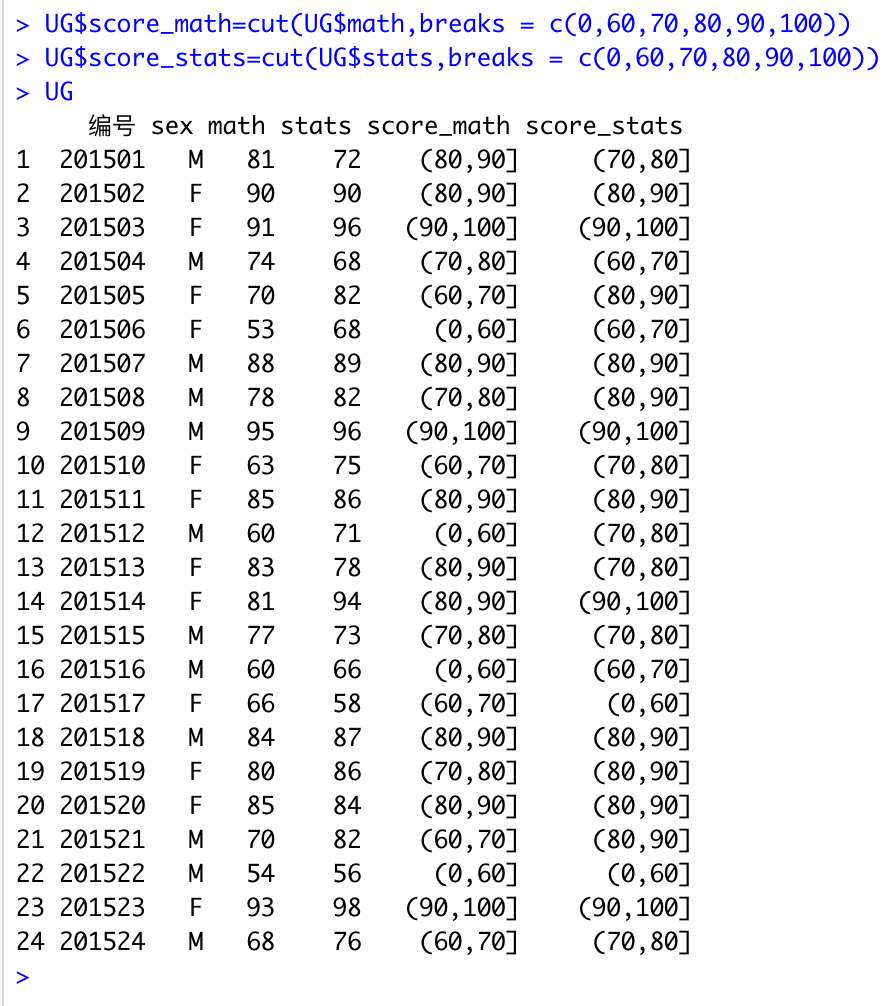 > UG$score_math=cut(UG$math,breaks = c(0,60,70,80,90,100))
> UG$score_stats=cut(UG$stats,breaks = c(0,60,70,80,90,100))
> UG
编号 sex math stats score_math score_stats
1 201501 M 81 72 (80,90] (70,80]
2 201502 F 90 90 (80,90] (80,90]
3 201503 F 91 96 (90,100] (90,100]
4 201504 M 74 68 (70,80] (60,70]
5 201505 F 70 82 (60,70] (80,90]
6 201506 F 53 68 (0,60] (60,70]
7 201507 M 88 89 (80,90] (80,90]
8 201508 M 78 82 (70,80] (80,90]
9 201509 M 95 96 (90,100] (90,100]
10 201510 F 63 75 (60,70] (70,80]
11 201511 F 85 86 (80,90] (80,90]
12 201512 M 60 71 (0,60] (70,80]
13 201513 F 83 78 (80,90] (70,80]
14 201514 F 81 94 (80,90] (90,100]
15 201515 M 77 73 (70,80] (70,80]
16 201516 M 60 66 (0,60] (60,70]
17 201517 F 66 58 (60,70] (0,60]
18 201518 M 84 87 (80,90] (80,90]
19 201519 F 80 86 (70,80] (80,90]
20 201520 F 85 84 (80,90] (80,90]
21 201521 M 70 82 (60,70] (80,90]
22 201522 M 54 56 (0,60] (0,60]
23 201523 F 93 98 (90,100] (90,100]
24 201524 M 68 76 (60,70] (70,80]
>